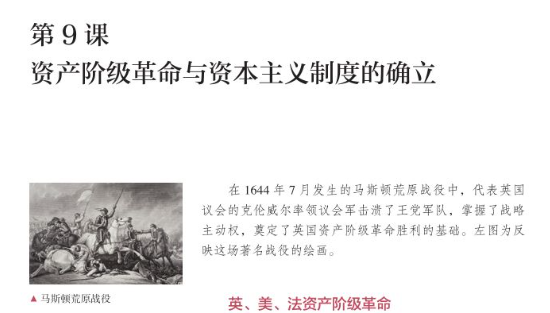 第 9 课
资产阶级革命与资本主义制度的确立
在 1644 年 7 月发生的马斯顿荒原战役中，代表英国
议会的克伦威尔率领议会军击溃了王党军队，掌握了战略
主动权，奠定了英国资产阶级革命胜利的基础。左图为反
映这场著名战役的绘画。
▲ 马斯顿荒原战役
英、美、法资产阶级革命